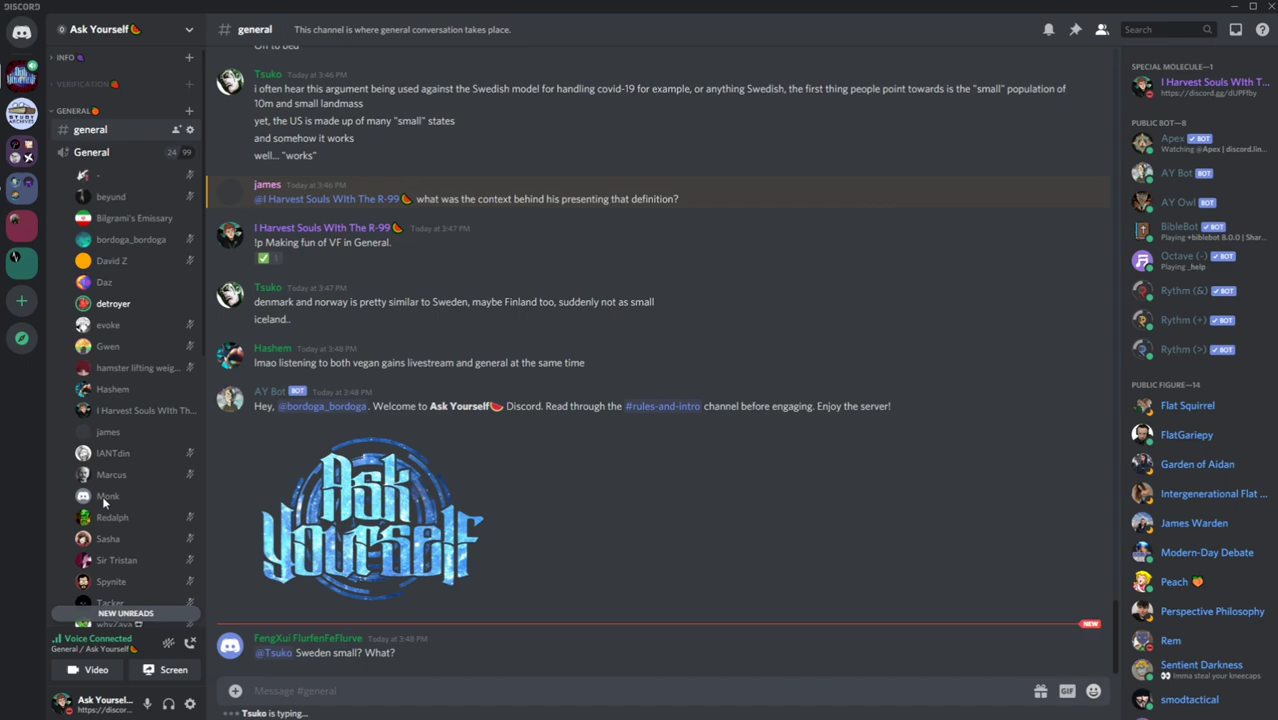 DISCORD
Ask Yourself🍉
# general
This channel is where general conversation takes place.
Search
INFO
VERIFICATION
GENERAL
general
General
24 99
-
beyund
Bilgrami's Emissary
bordoga_bordoga
David Z
Daz
detroyer
evoke
Gwen
hamster lifting weig...
Hashem
I Harvest Souls WIth Th...
james
IANTdin
Marcus
Monk
Redalph
Sasha
Sir Tristan
Spynite
Tacker
NEW UNREADS
Voice Connected
General / Ask Yourself🍉
Video
Screen
Ask Yoursel...
https://discor...
Off to bed
Tsuko Today at 3:46 PM
i often hear this argument being used against the Swedish model for handling covid-19 for example, or anything Swedish, the first thing people point towards is the "small" population of
10m and small landmass
yet, the US is made up of many "small" states
and somehow it works
well... "works"
james Today at 3:46 PM
@I Harvest Souls WIth The R-99🍉 what was the context behind his presenting that definition?
I Harvest Souls WIth The R-99🍉 Today at 3:47 PM
!p Making fun of VF in General.
✅ 1
Tsuko Today at 3:47 PM
denmark and norway is pretty similar to Sweden, maybe Finland too, suddenly not as small
iceland..
Hashem Today at 3:48 PM
lmao listening to both vegan gains livestream and general at the same time
AY Bot BOT Today at 3:48 PM
Hey, @bordoga_bordoga. Welcome to Ask Yourself🍉 Discord. Read through the #rules-and-intro channel before engaging. Enjoy the server!
ASK
YOURSELF
NEW
FengXui FlurfenFeFlurve Today at 3:48 PM
@Tsuko Sweden small? What?
Message #general
GIF
Tsuko is typing...
SPECIAL MOLECULE—1
I Harvest Souls WIth T...
https://discord.gg/dUPFfby
PUBLIC BOT—8
Apex ✔ BOT
Watching @Apex | discord.lin...
AY Bot BOT
AY Owl BOT
BibleBot ✔ BOT
Playing +biblebot 8.0.0 | Shar...
Octave (-) ✔ BOT
Playing _help
Rythm (&) ✔ BOT
Rythm (+) ✔ BOT
Rythm (>) ✔ BOT
PUBLIC FIGURE—14
Flat Squirrel
FlatGariepy
Garden of Aidan
Intergenerational Flat ...
James Warden
Modern-Day Debate
Peach 🍑
Perspective Philosophy
Rem
Sentient Darkness
👀 Imma steal your kneecaps
smodtactical